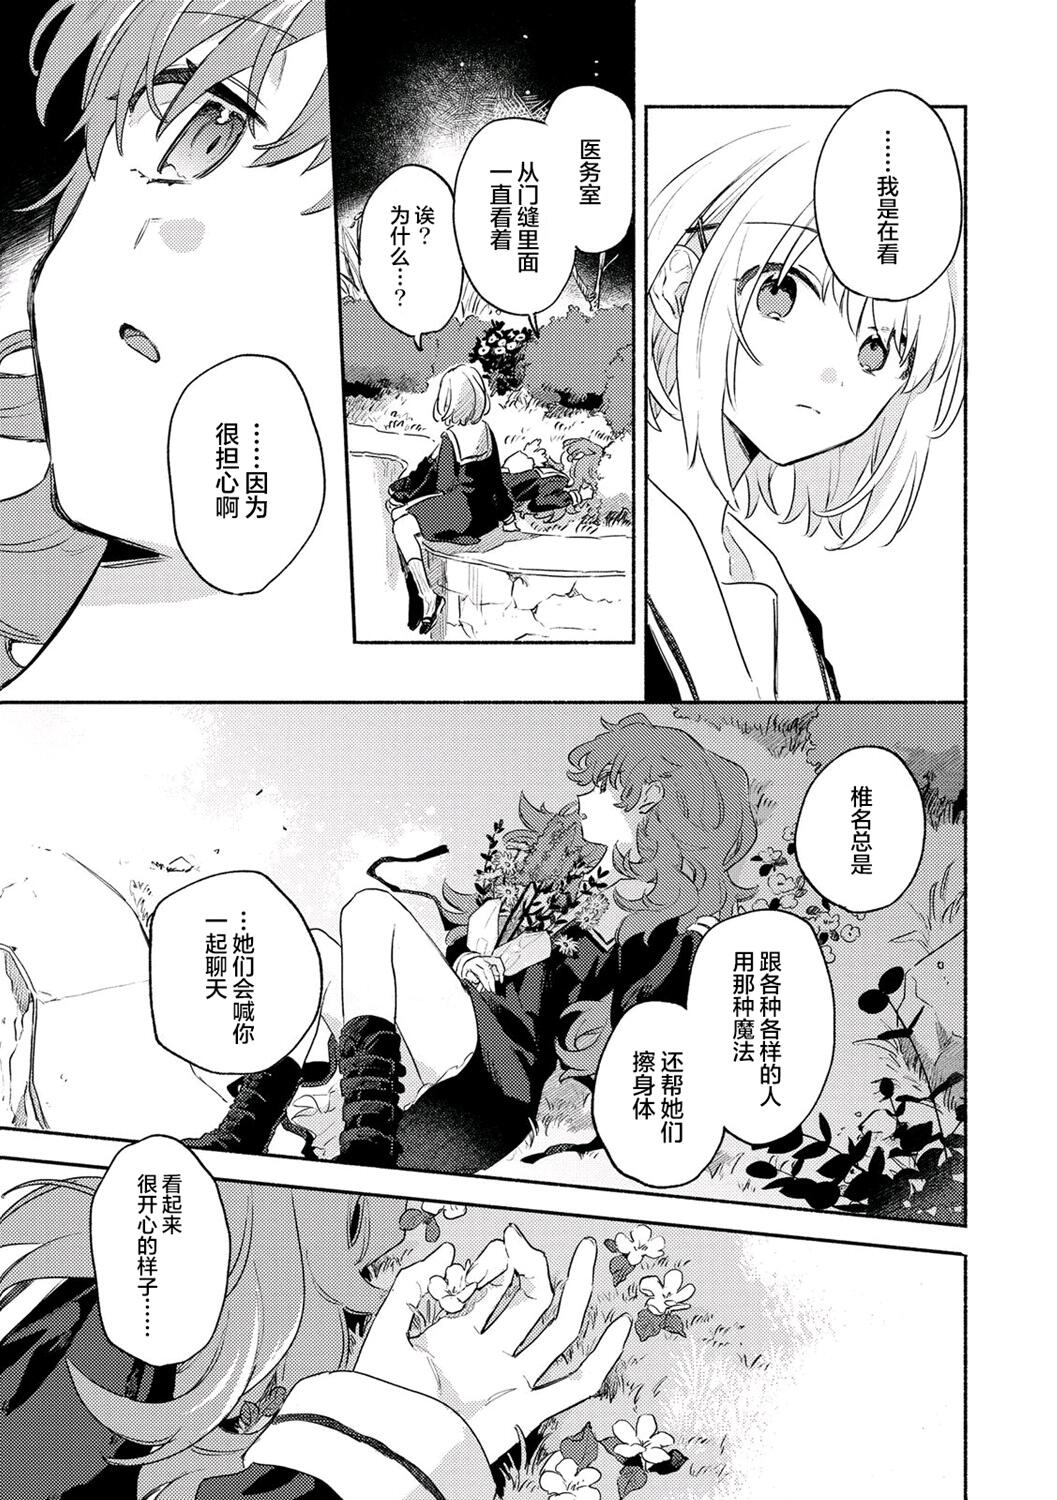 ……我是在看
…
医务室
从门缝里面
一直看着
诶？
为什么…？
……因为
很担心啊
椎名总是
跟各种各样的人
用那种魔法
还帮她们
擦身体
…她们会喊你
一起聊天
看起来
很开心的样子……